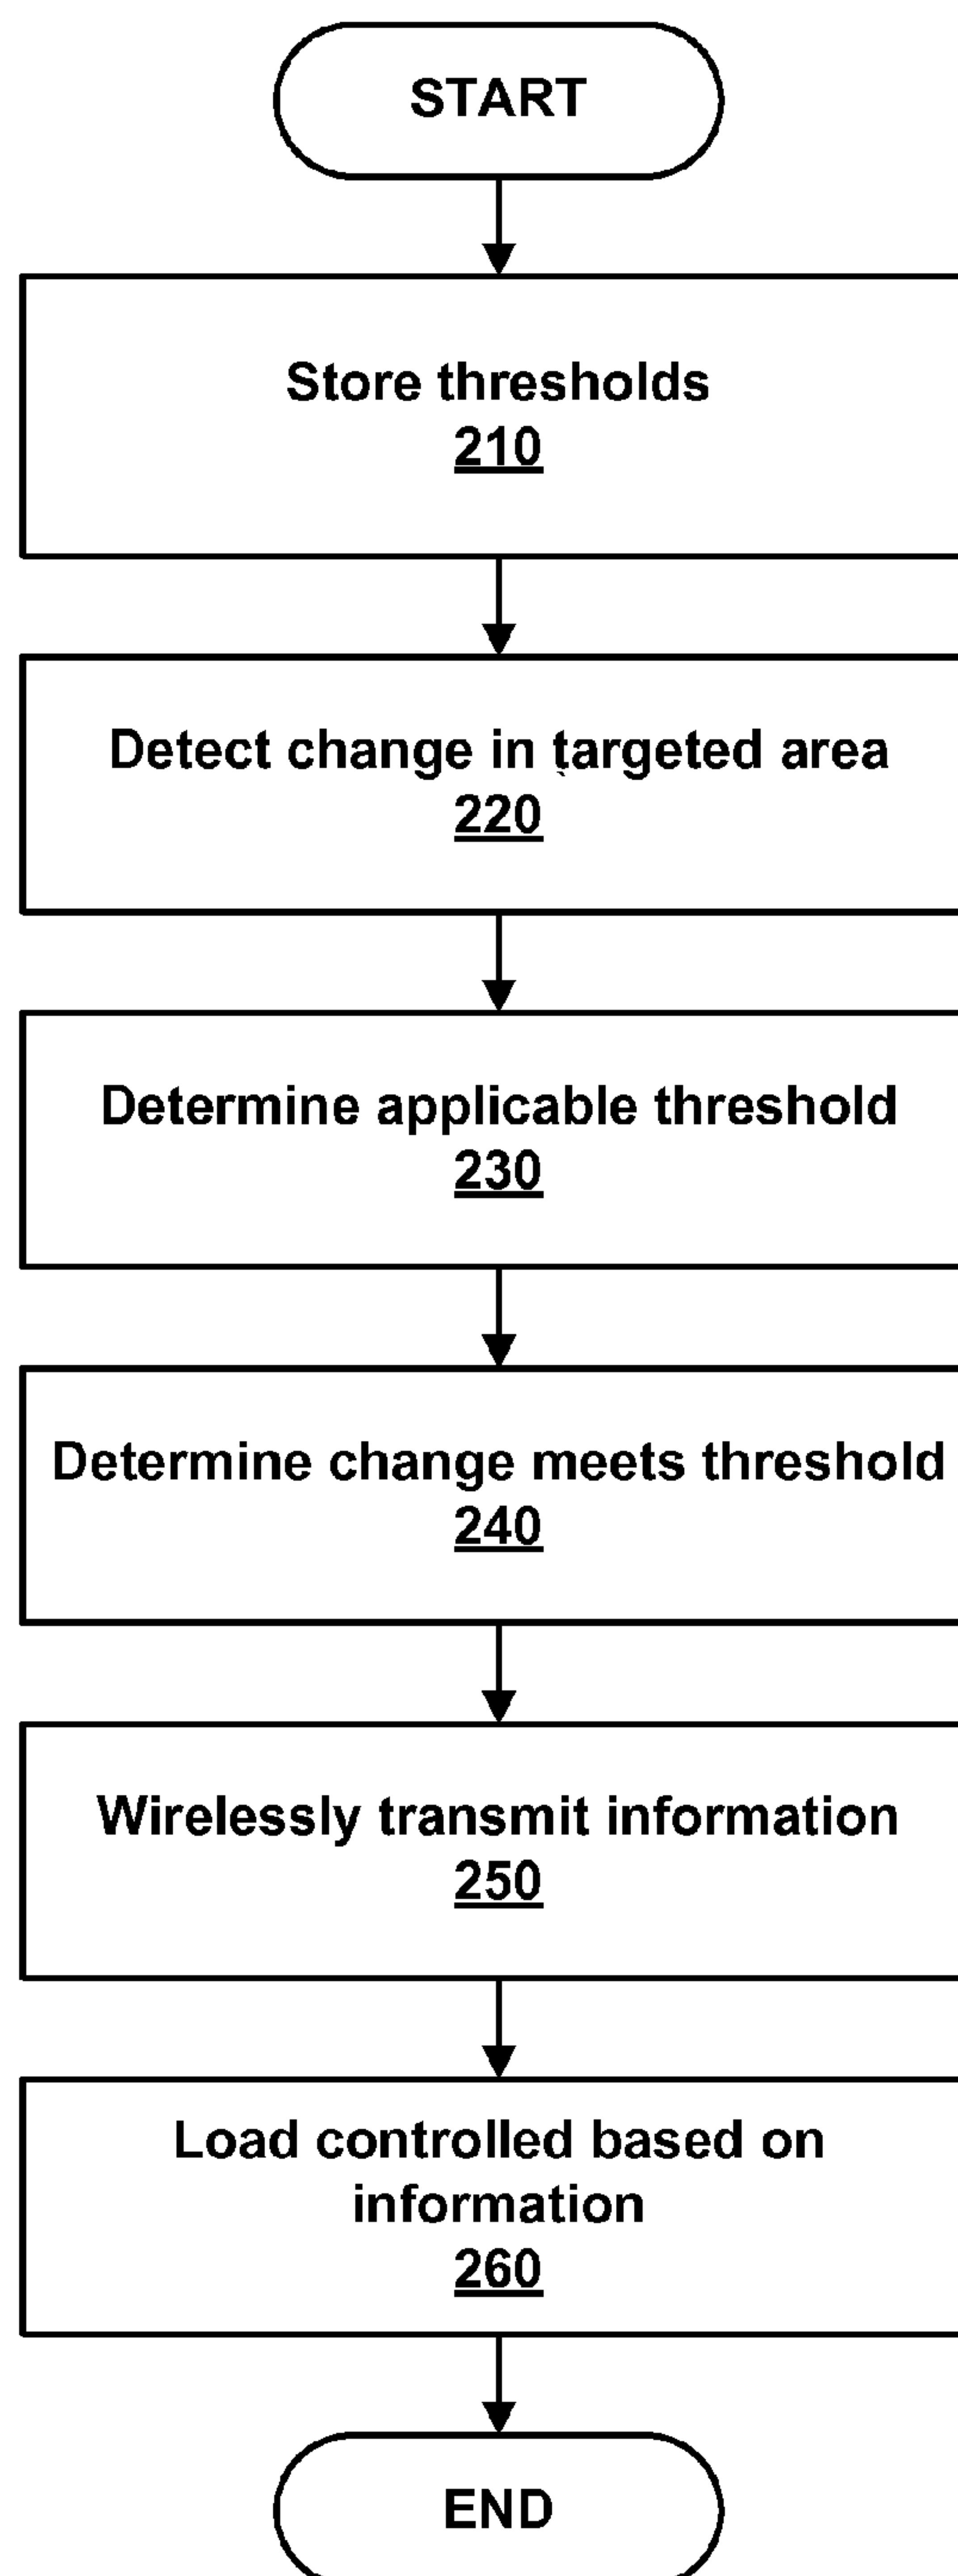 START
Store thresholds
210
Detect change in targeted area
220
Determine applicable threshold
230
Determine change meets threshold
240
Wirelessly transmit information
250
Load controlled based on
information
260
END